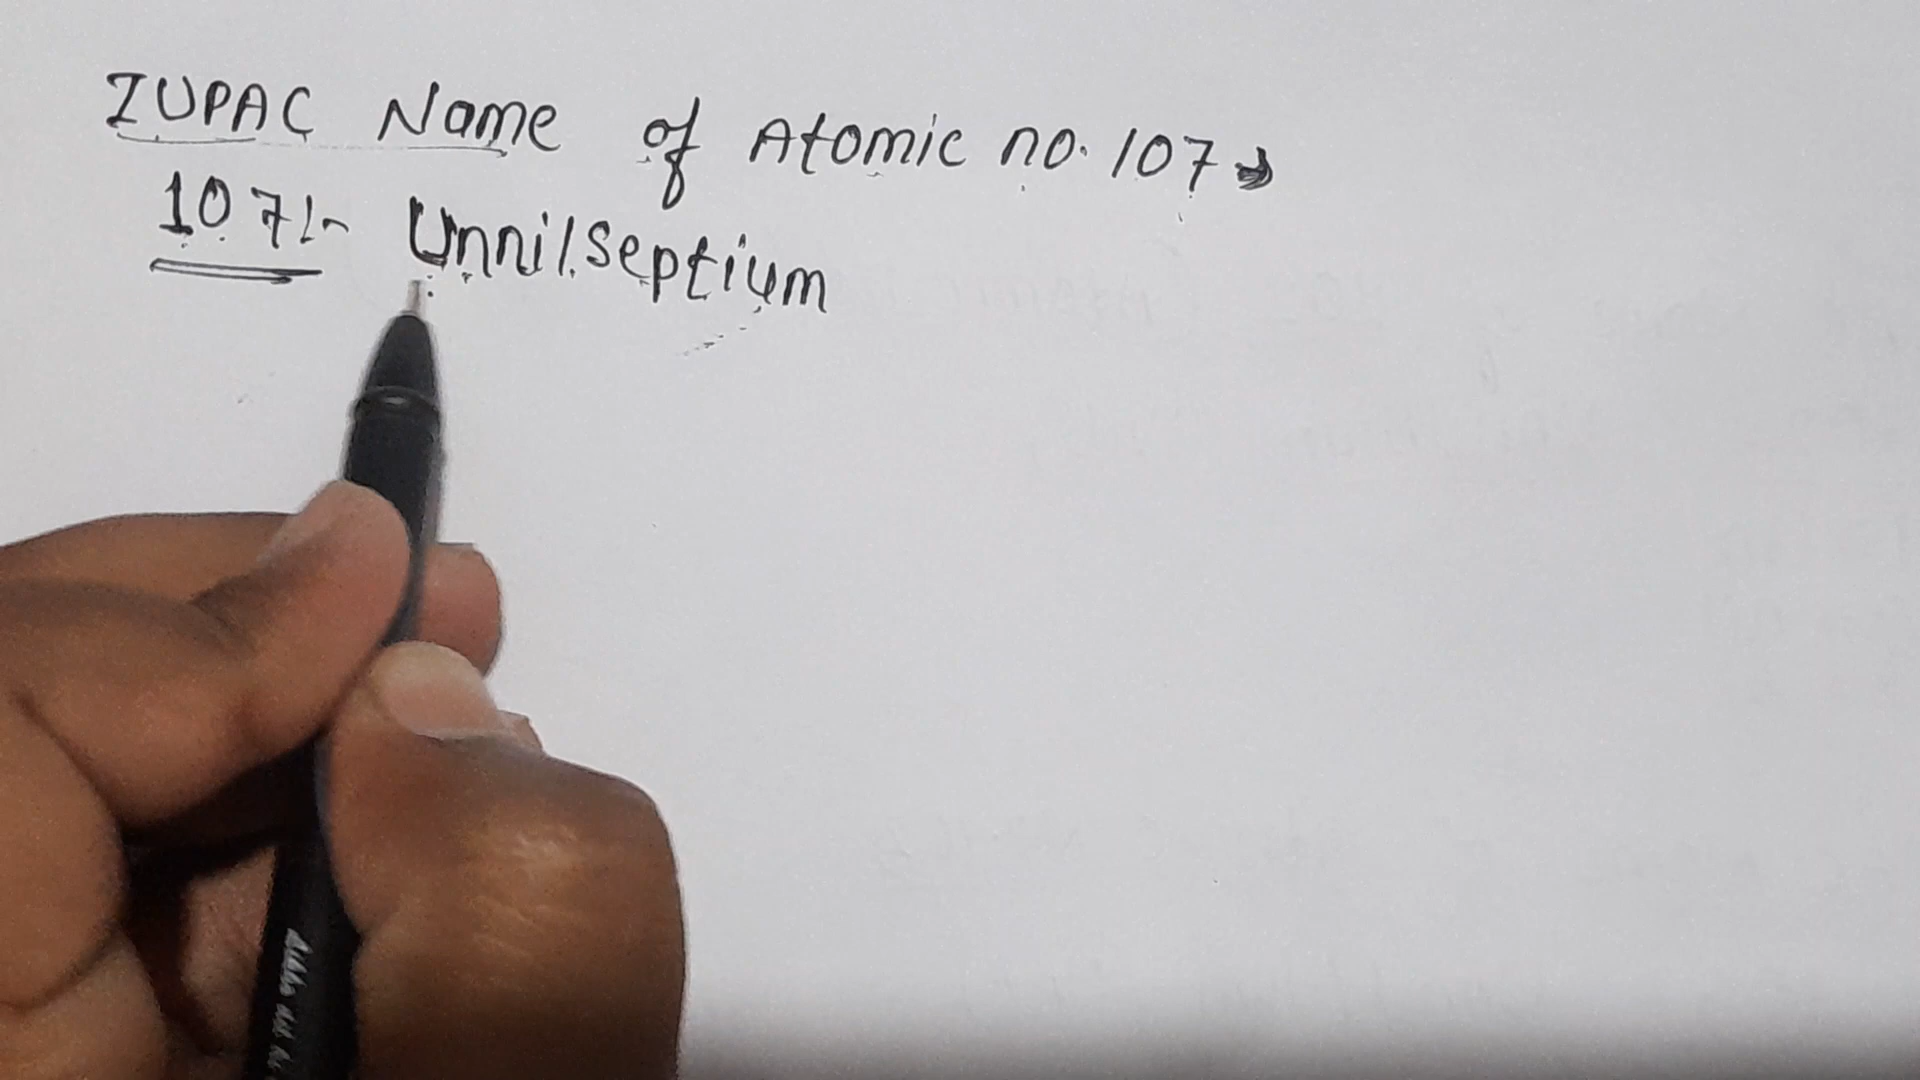 IUPAC Name of Atomic no. 107→
107:- Unnilseptium